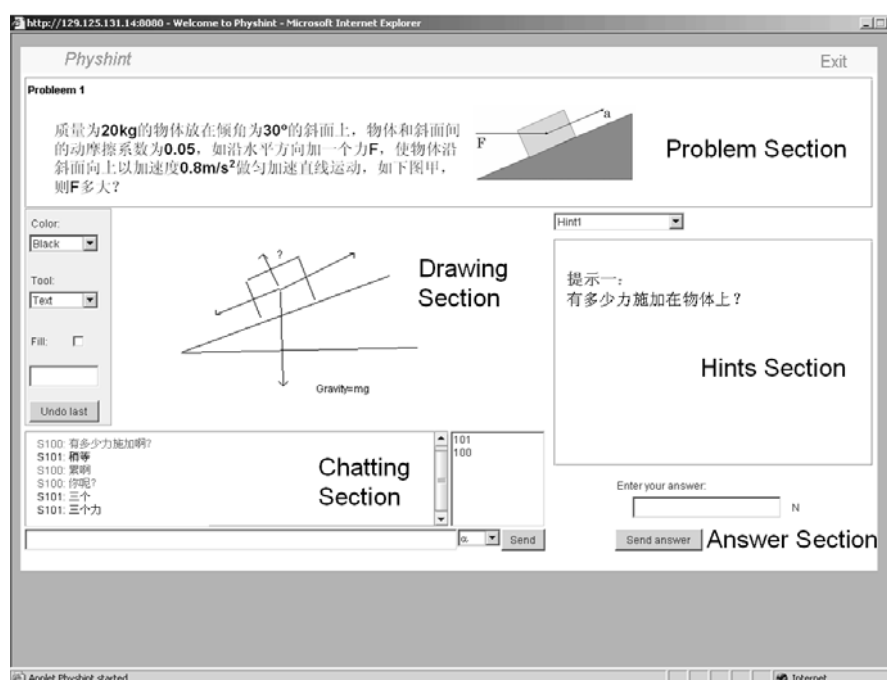 http://129.125.131.14:8080 - Welcome to Physhint - Microsoft Internet Explorer
Physhint
Exit
Probleem 1
质量为20kg的物体放在倾角为30°的斜面上，物体和斜面间
的动摩擦系数为0.05，如沿水平方向加一个力F，使物体沿
斜面向上以加速度0.8m/s²做匀加速直线运动，如下图甲，
则F多大？
F
a
Problem Section
Color:
Black
Tool:
Text
Fill:
Undo last
?
Gravity=mg
Drawing
Section
Hint1
提示一：
有多少力施加在物体上？
Hints Section
S100: 有多少力施加啊?
S101: 稍等
S100: 累啊
S100: 你呢?
S101: 三个
S101: 三个力
Chatting
Section
101
100
α
Send
Enter your answer:
N
Send answer
Answer Section
Applet Physhint started
Internet